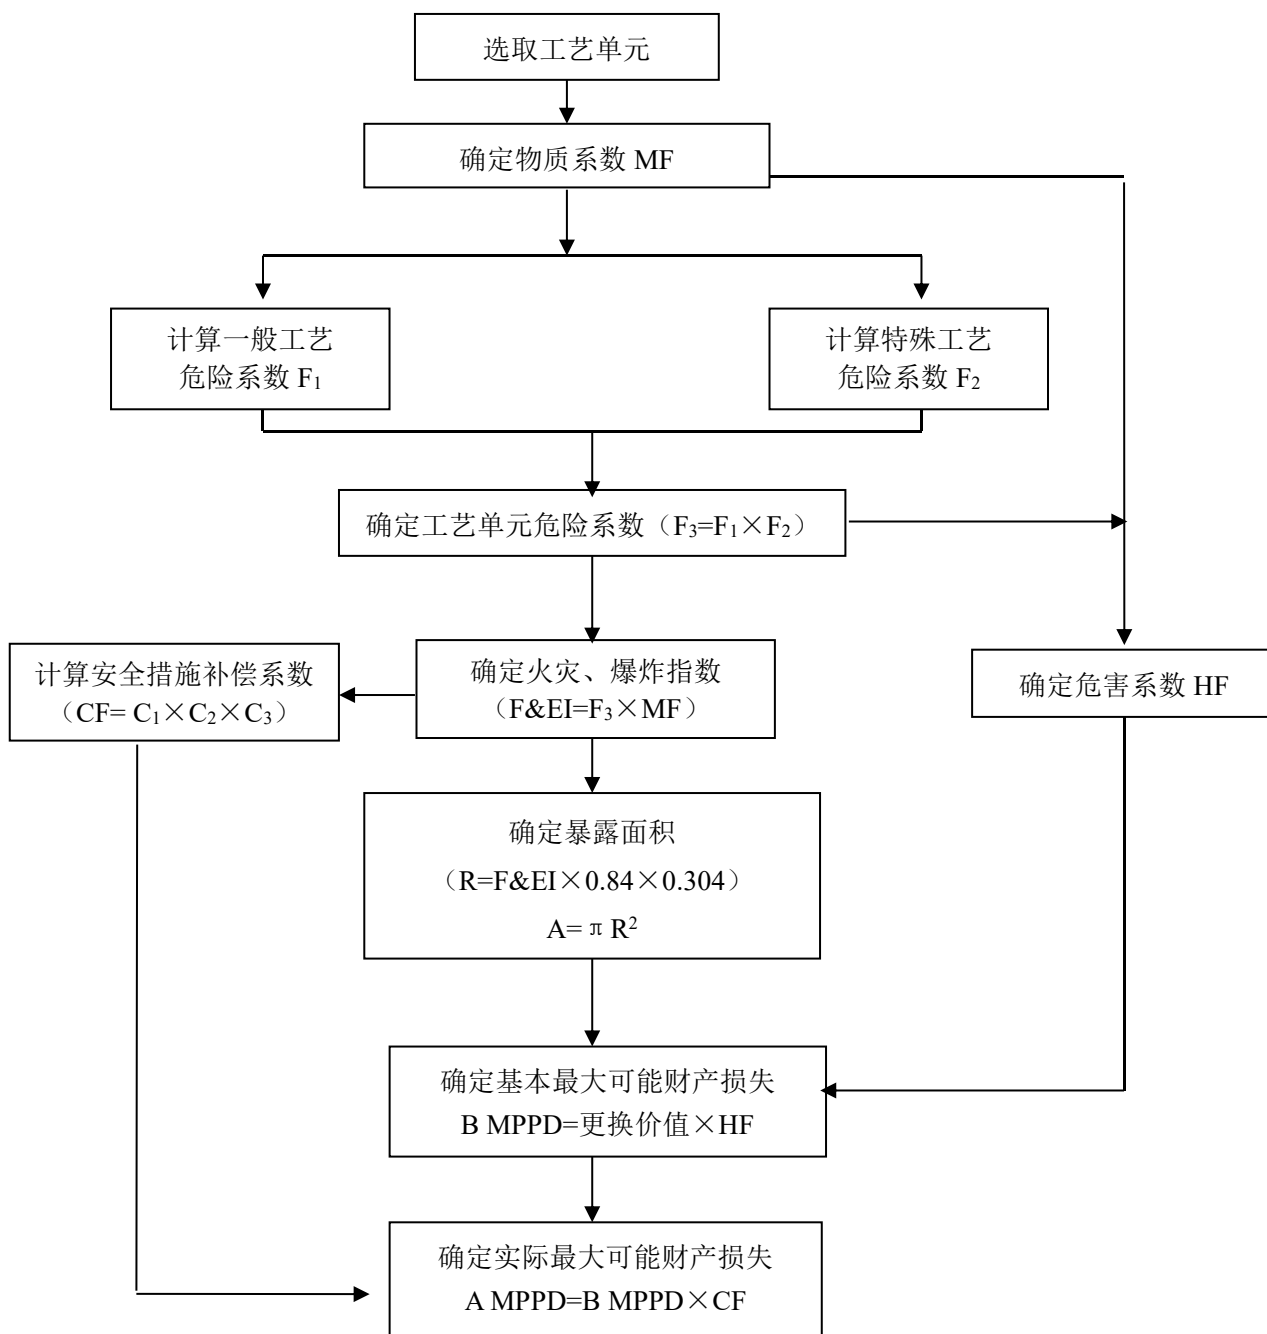 选取工艺单元
确定物质系数 MF
计算一般工艺
危险系数 F₁
计算特殊工艺
危险系数 F₂
确定工艺单元危险系数（F₃=F₁×F₂）
计算安全措施补偿系数
（CF= C₁×C₂×C₃）
确定火灾、爆炸指数
（F&EI=F₃×MF）
确定危害系数 HF
确定暴露面积
（R=F&EI×0.84×0.304）
A=π R²
确定基本最大可能财产损失
B MPPD=更换价值×HF
确定实际最大可能财产损失
A MPPD=B MPPD×CF